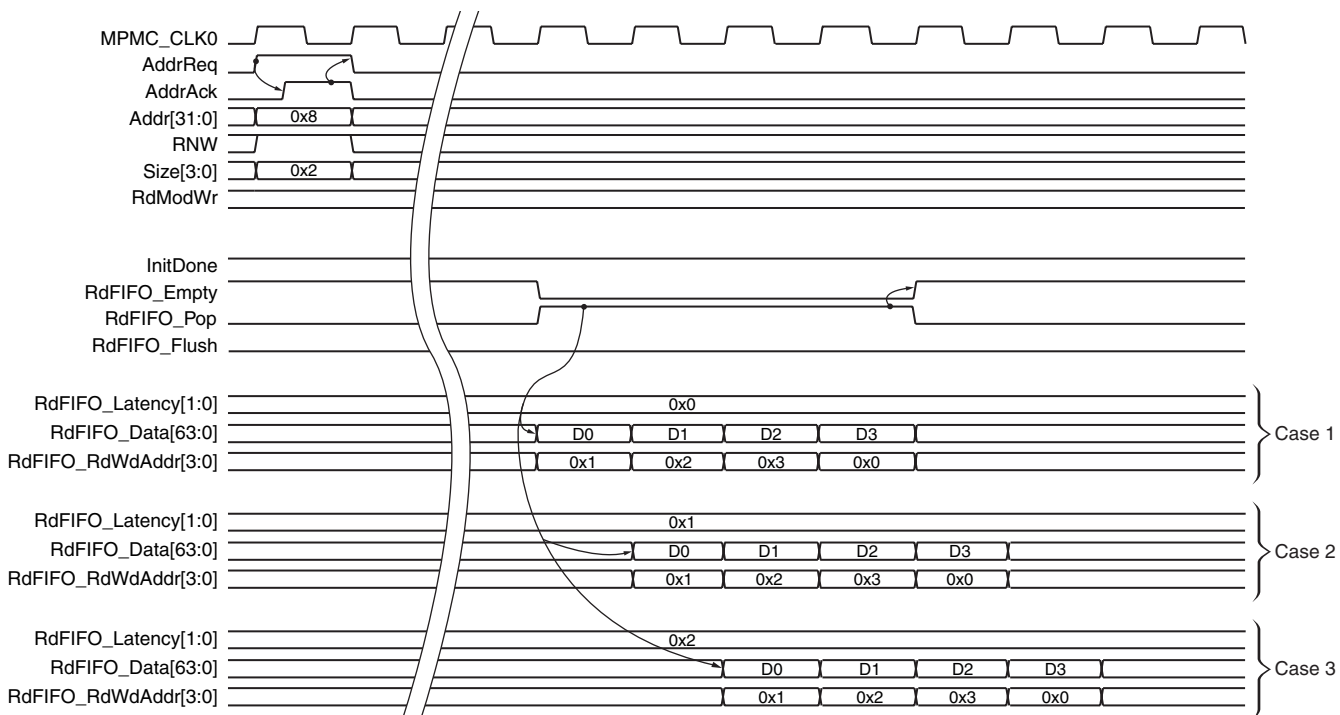 MPMC_CLK0
AddrReq
AddrAck
Addr[31:0] 0x8
RNW
Size[3:0] 0x2
RdModWr
InitDone
RdFIFO_Empty
RdFIFO_Pop
RdFIFO_Flush
RdFIFO_Latency[1:0] 0x0
RdFIFO_Data[63:0] D0 D1 D2 D3 Case 1
RdFIFO_RdWdAddr[3:0] 0x1 0x2 0x3 0x0
RdFIFO_Latency[1:0] 0x1
RdFIFO_Data[63:0] D0 D1 D2 D3 Case 2
RdFIFO_RdWdAddr[3:0] 0x1 0x2 0x3 0x0
RdFIFO_Latency[1:0] 0x2
RdFIFO_Data[63:0] D0 D1 D2 D3 Case 3
RdFIFO_RdWdAddr[3:0] 0x1 0x2 0x3 0x0